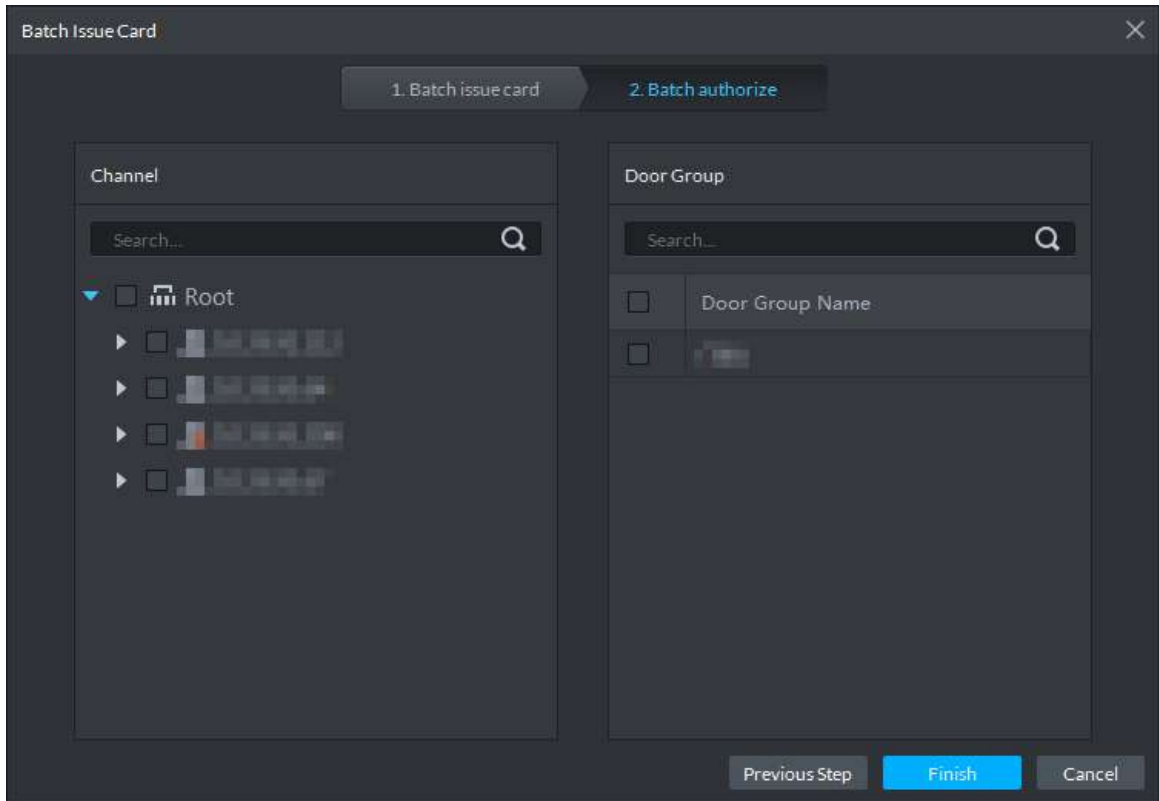 Batch Issue Card
1. Batch issue card
2. Batch authorize
Channel
Search...
Root
Door Group
Search...
Door Group Name
Previous Step
Finish
Cancel